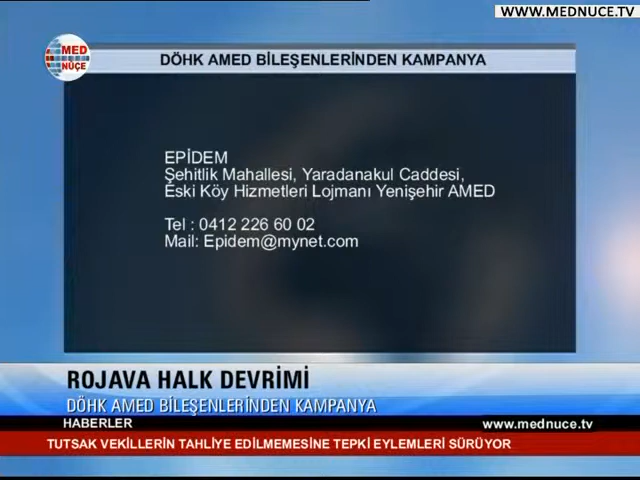 WWW.MEDNUCE.TV
MED
NÛÇE
DÖHK AMED BİLEŞENLERİNDEN KAMPANYA
EPİDEM
Şehitlik Mahallesi, Yaradanakul Caddesi,
Eski Köy Hizmetleri Lojmanı Yenişehir AMED
Tel : 0412 226 60 02
Mail: Epidem@mynet.com
ROJAVA HALK DEVRİMİ
DÖHK AMED BİLEŞENLERİNDEN KAMPANYA
HABERLER
www.mednuce.tv
TUTSAK VEKİLLERİN TAHLİYE EDİLMEMESİNE TEPKİ EYLEMLERİ SÜRÜYOR